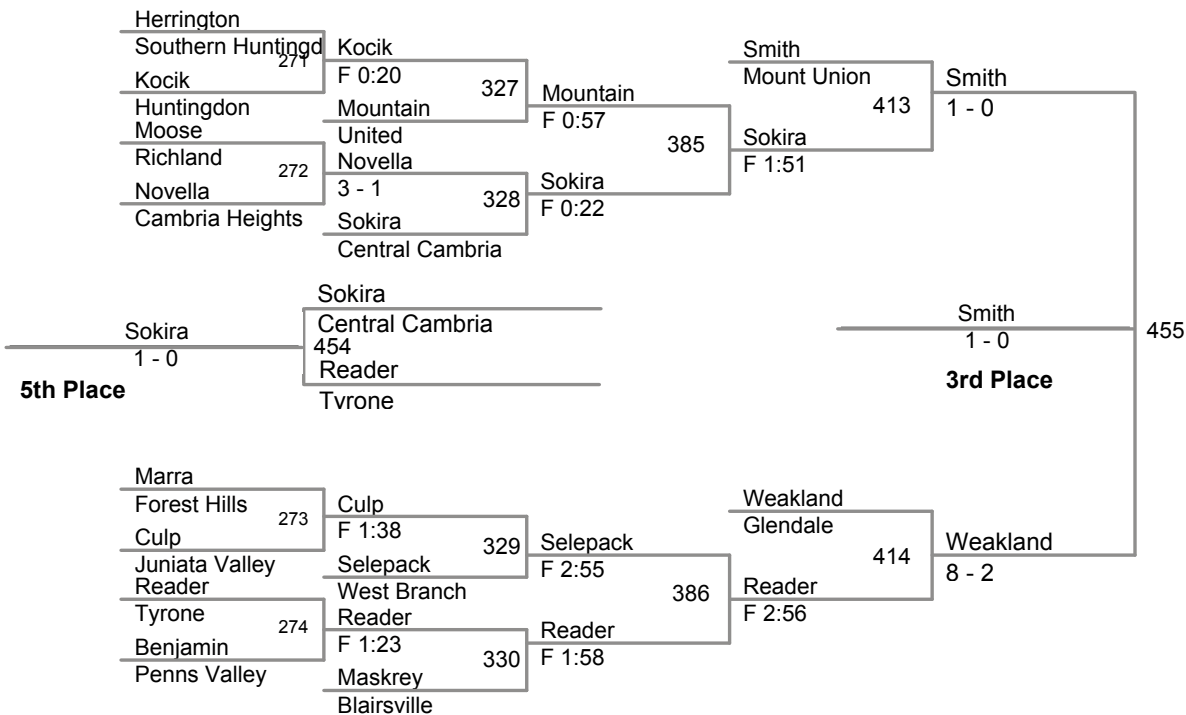 Herrington
Southern Huntingd
271
Kocik
Huntingdon
Kocik
F 0:20
327
Mountain
United
Moose
Richland
272
Novella
Cambria Heights
Novella
3 - 1
328
Sokira
Central Cambria
Mountain
F 0:57
385
Sokira
F 0:22
Smith
Mount Union
413
Sokira
F 1:51
Smith
1 - 0
Sokira
1 - 0
5th Place
Sokira
Central Cambria
454
Reader
Tyrone
Smith
1 - 0
3rd Place
455
Marra
Forest Hills
273
Culp
Juniata Valley
Culp
F 1:38
329
Selepack
West Branch
Reader
Tyrone
274
Benjamin
Penns Valley
Reader
F 1:23
330
Maskrey
Blairsville
Selepack
F 2:55
386
Reader
F 1:58
Weakland
Glendale
414
Reader
F 2:56
Weakland
8 - 2